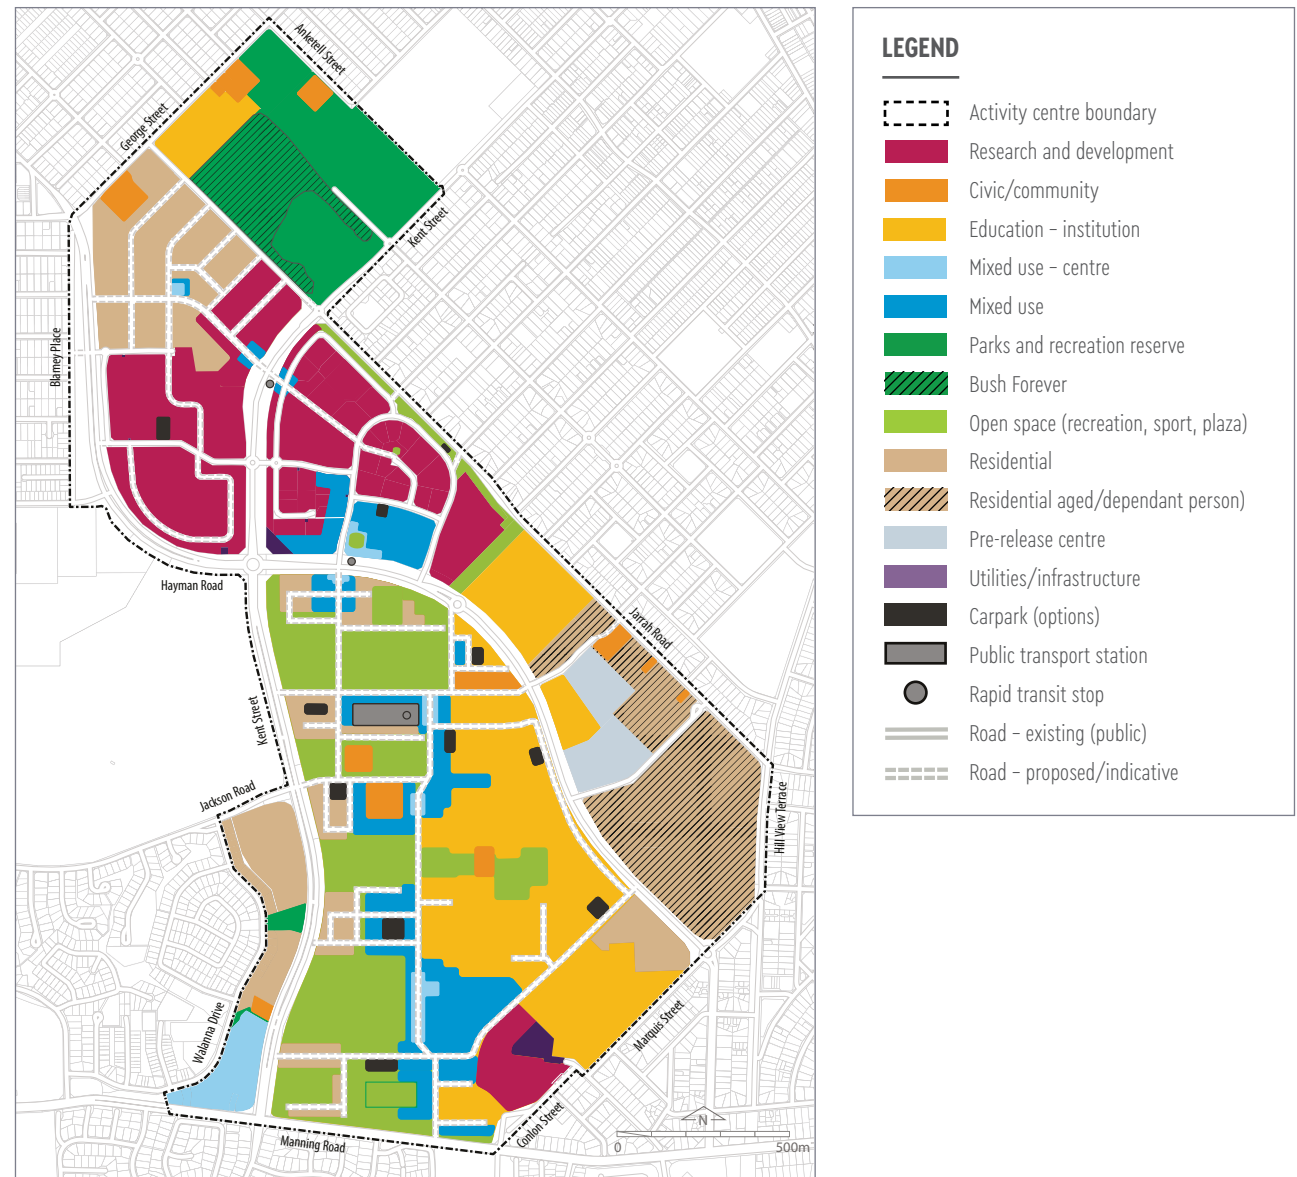 Anketell Street
George Street
Kent Street
Blamey Place
Hayman Road
Jarrah Road
Kent Street
Jackson Road
Hill View Terrace
Walanna Drive
Marquis Street
Conlon Street
Manning Road
N
0 500m
LEGEND
Activity centre boundary
Research and development
Civic/community
Education – institution
Mixed use – centre
Mixed use
Parks and recreation reserve
Bush Forever
Open space (recreation, sport, plaza)
Residential
Residential aged/dependant person)
Pre-release centre
Utilities/infrastructure
Carpark (options)
Public transport station
Rapid transit stop
Road – existing (public)
Road – proposed/indicative